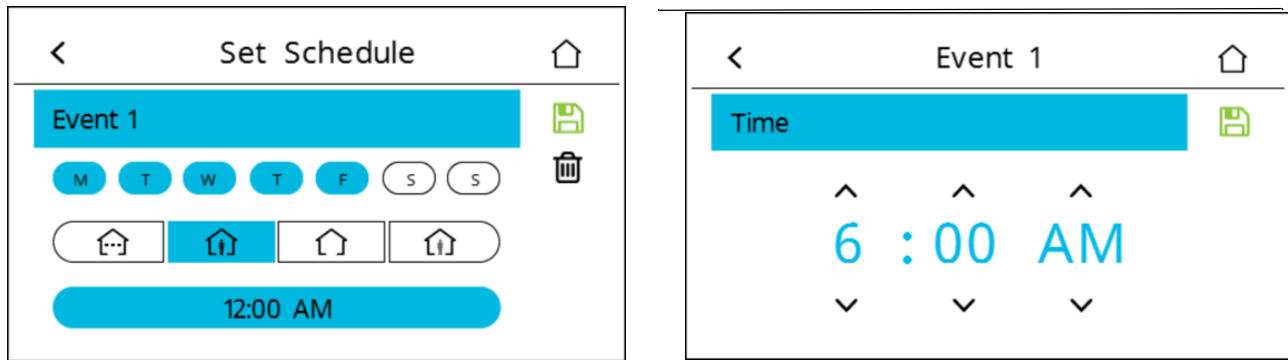 Set Schedule
Event 1
M T W T F S S
12:00 AM
Event 1
Time
6 : 00 AM